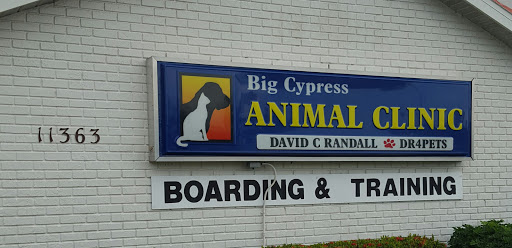 11363
Big Cypress
ANIMAL CLINIC
DAVID C RANDALL DR4PETS
BOARDING & TRAINING